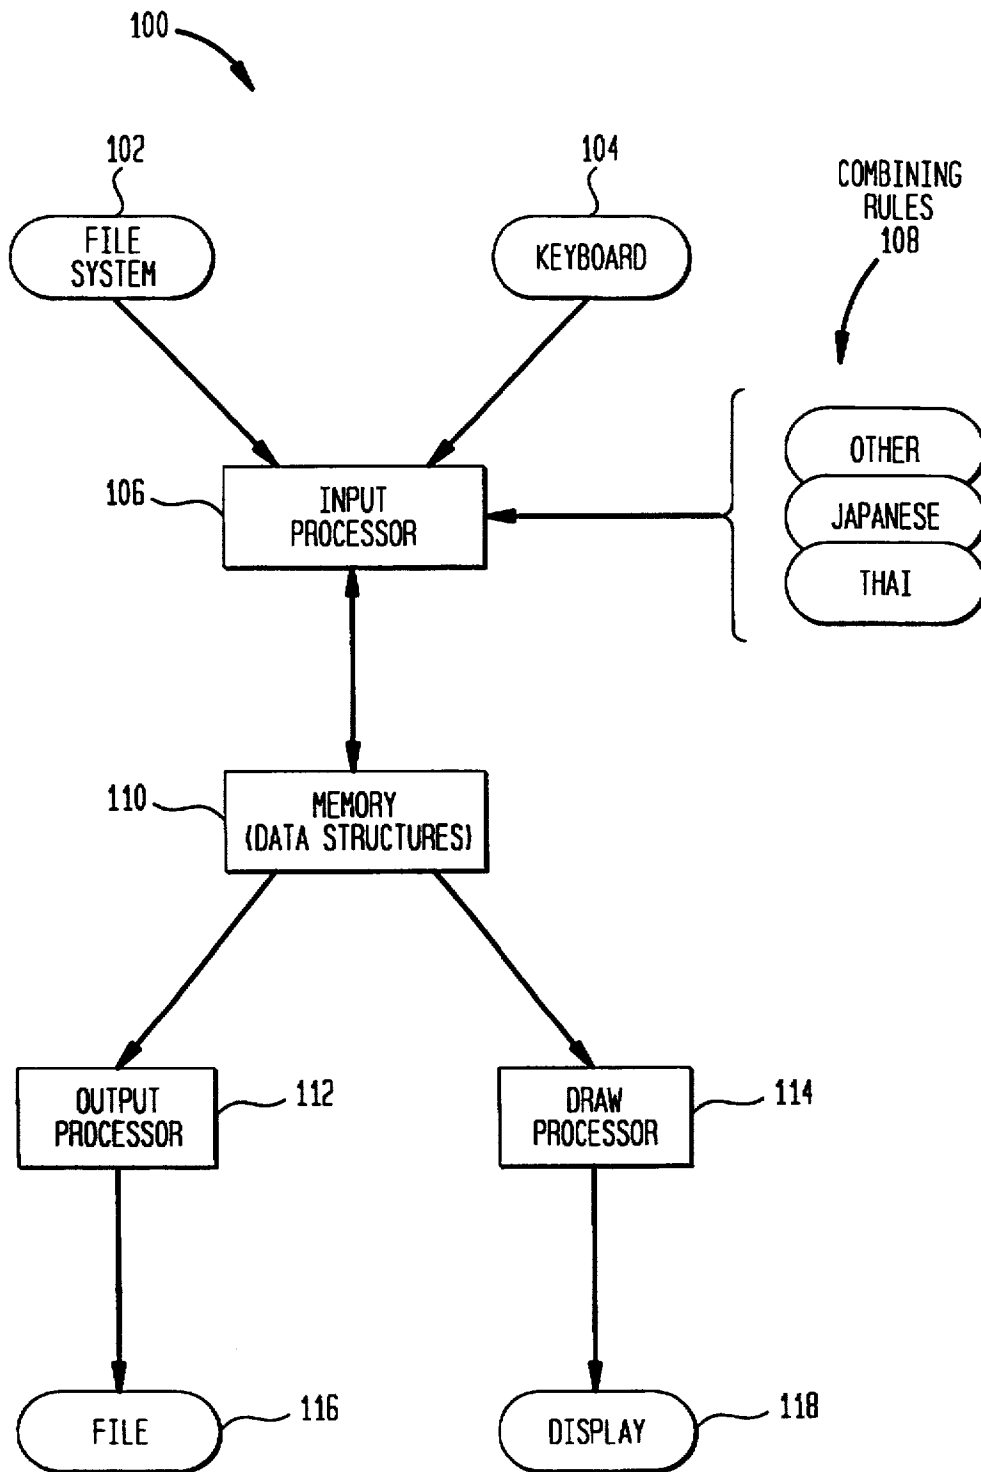 100
102
104
COMBINING
RULES
108
FILE
SYSTEM
KEYBOARD
OTHER
JAPANESE
THAI
106
INPUT
PROCESSOR
110
MEMORY
(DATA STRUCTURES)
OUTPUT
PROCESSOR
112
DRAW
PROCESSOR
114
FILE
116
DISPLAY
118